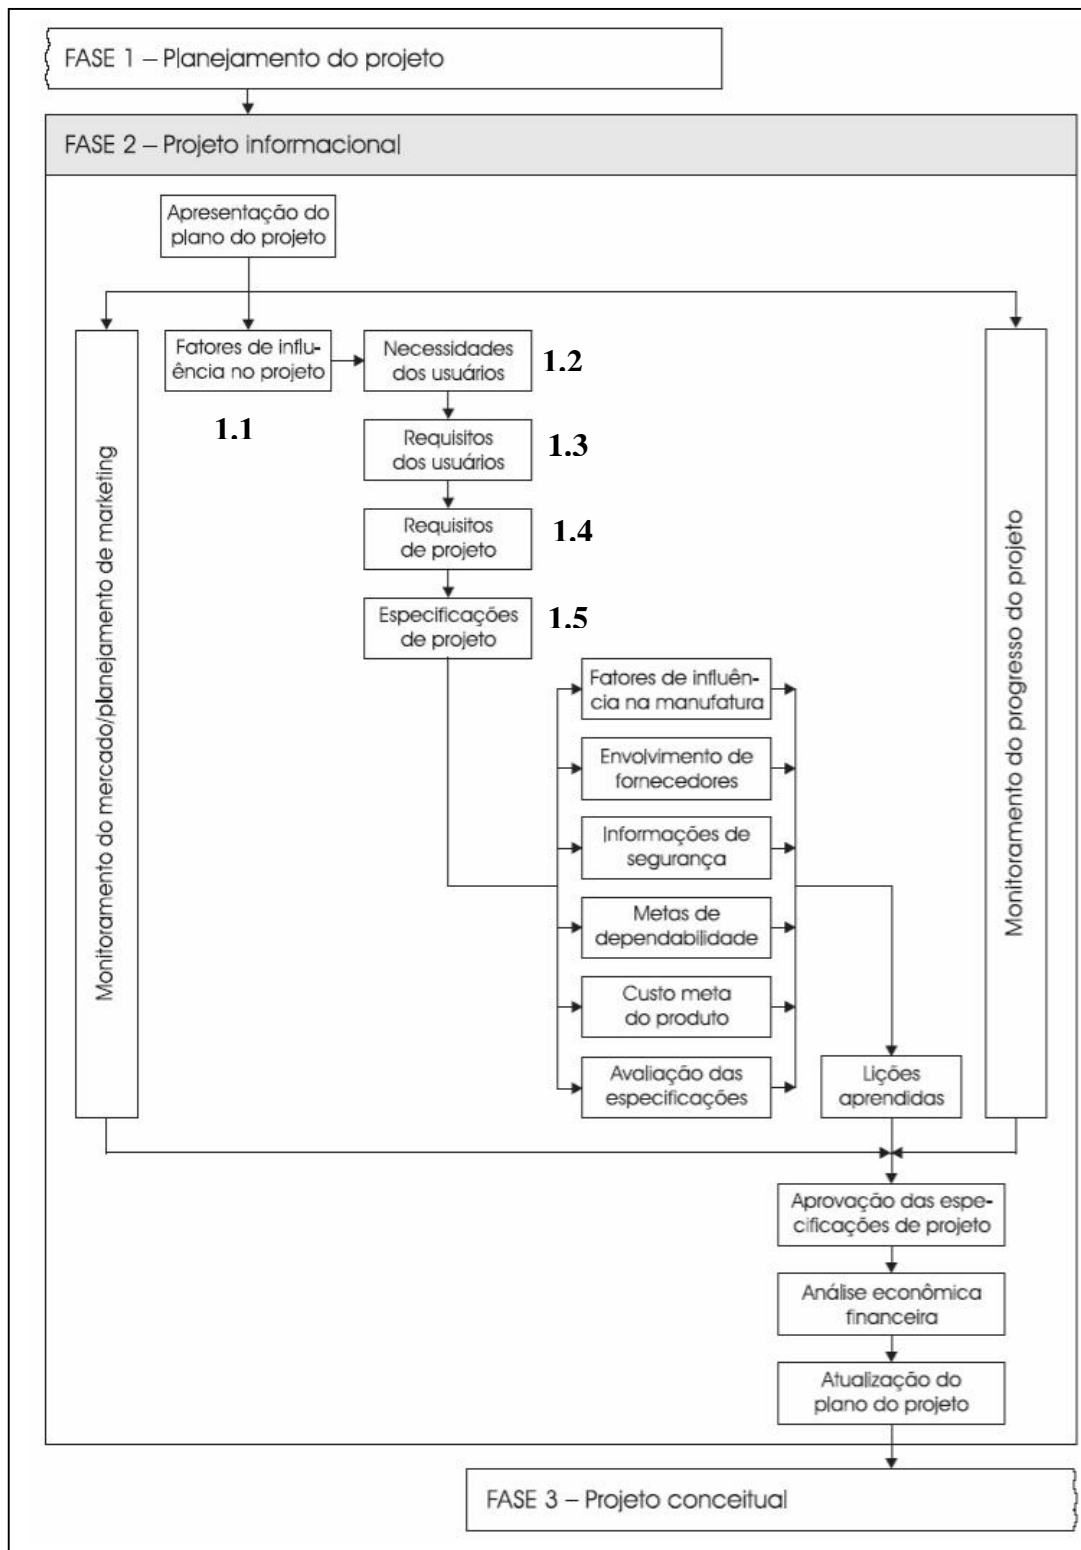 FASE 1 – Planejamento do projeto
FASE 2 – Projeto informacional
Apresentação do
plano do projeto
Monitoramento do mercado/planejamento de marketing
Fatores de influ-
ência no projeto
1.1
Necessidades
dos usuários
1.2
Requisitos
dos usuários
1.3
Requisitos
de projeto
1.4
Especificações
de projeto
1.5
Fatores de influên-
cia na manufatura
Envolvimento de
fornecedores
Informações de
segurança
Metas de
dependabilidade
Custo meta
do produto
Avaliação das
especificações
Lições
aprendidas
Monitoramento do progresso do projeto
Aprovação das espe-
cificações de projeto
Análise econômica
financeira
Atualização do
plano do projeto
FASE 3 – Projeto conceitual